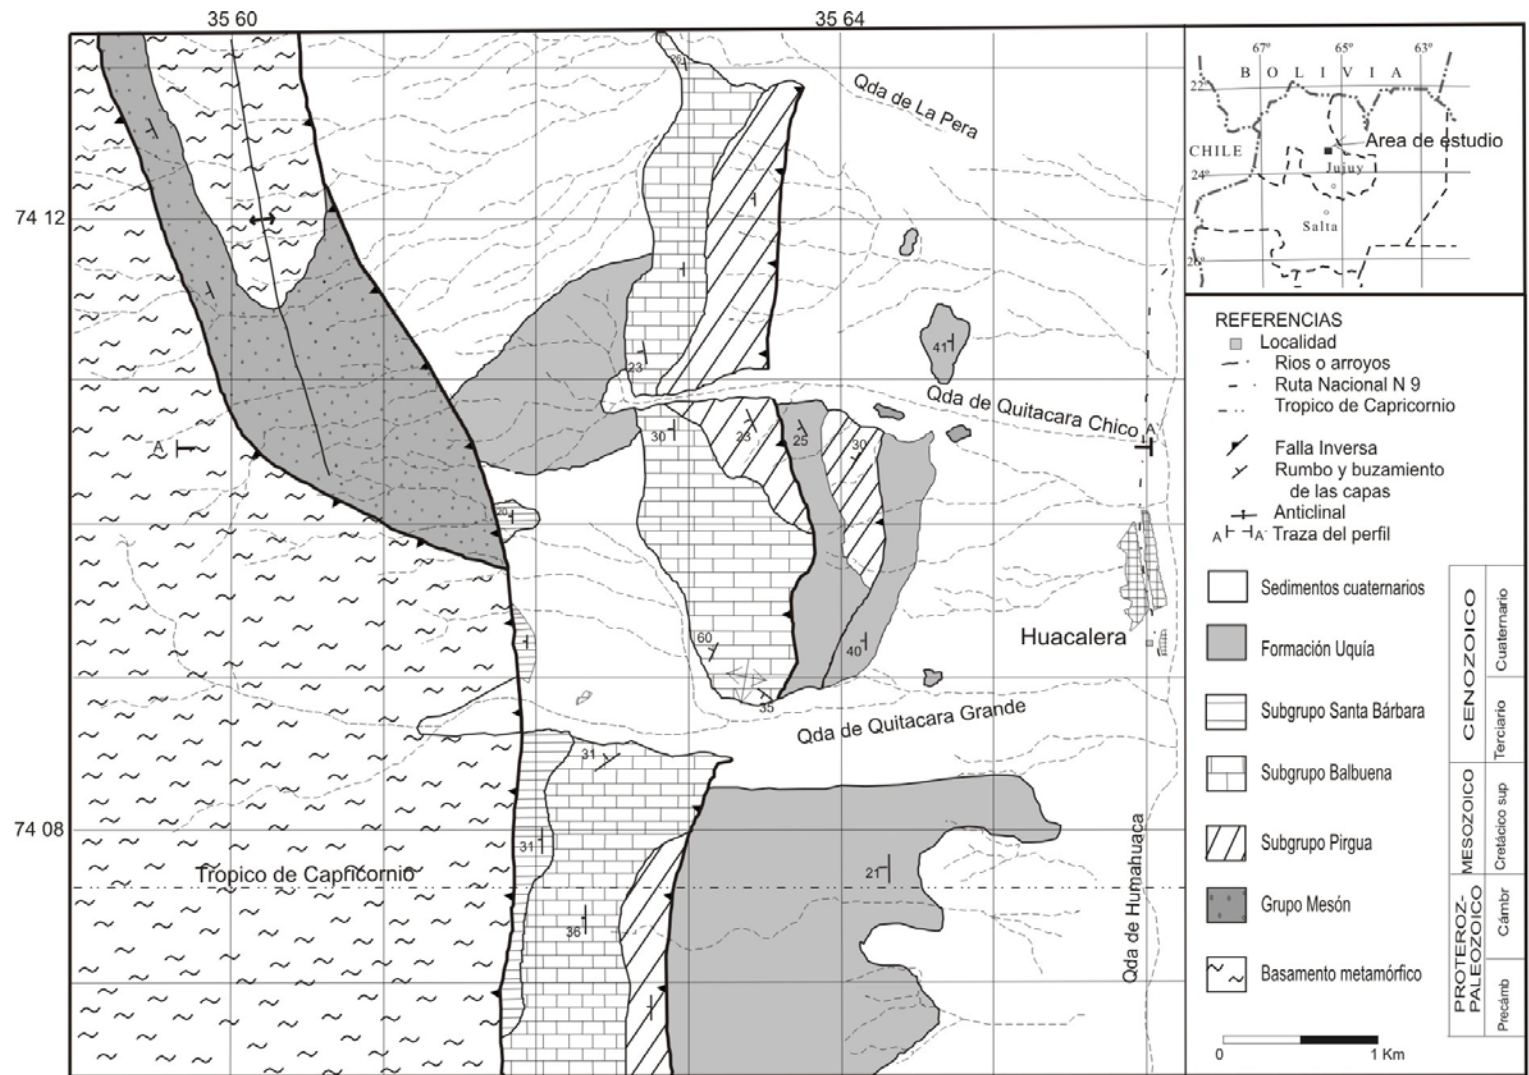 35 60
35 64
74 12
74 08
Qda de La Pera
Qda de Quitacara Chico
A
A'
Huacalera
Qda de Quitacara Grande
Tropico de Capricornio
Qda de Humahuaca
23
30
23
25
30
41
20
60
35
40
31
31
36
21
67º
65º
63º
BOLIVIA
22º
Area de estudio
CHILE
Jujuy
24º
Salta
26º
REFERENCIAS
Localidad
Rios o arroyos
Ruta Nacional N 9
Tropico de Capricornio
Falla Inversa
Rumbo y buzamiento
de las capas
Anticlinal
A A' Traza del perfil
Sedimentos cuaternarios
Formación Uquía
Subgrupo Santa Bárbara
Subgrupo Balbuena
Subgrupo Pirgua
Grupo Mesón
Basamento metamórfico
CENOZOICO
Cuaternario
Terciario
MESOZOICO
Cretácico sup
PROTEROZ-
PALEOZOICO
Cámbr
Precámb
0
1 Km